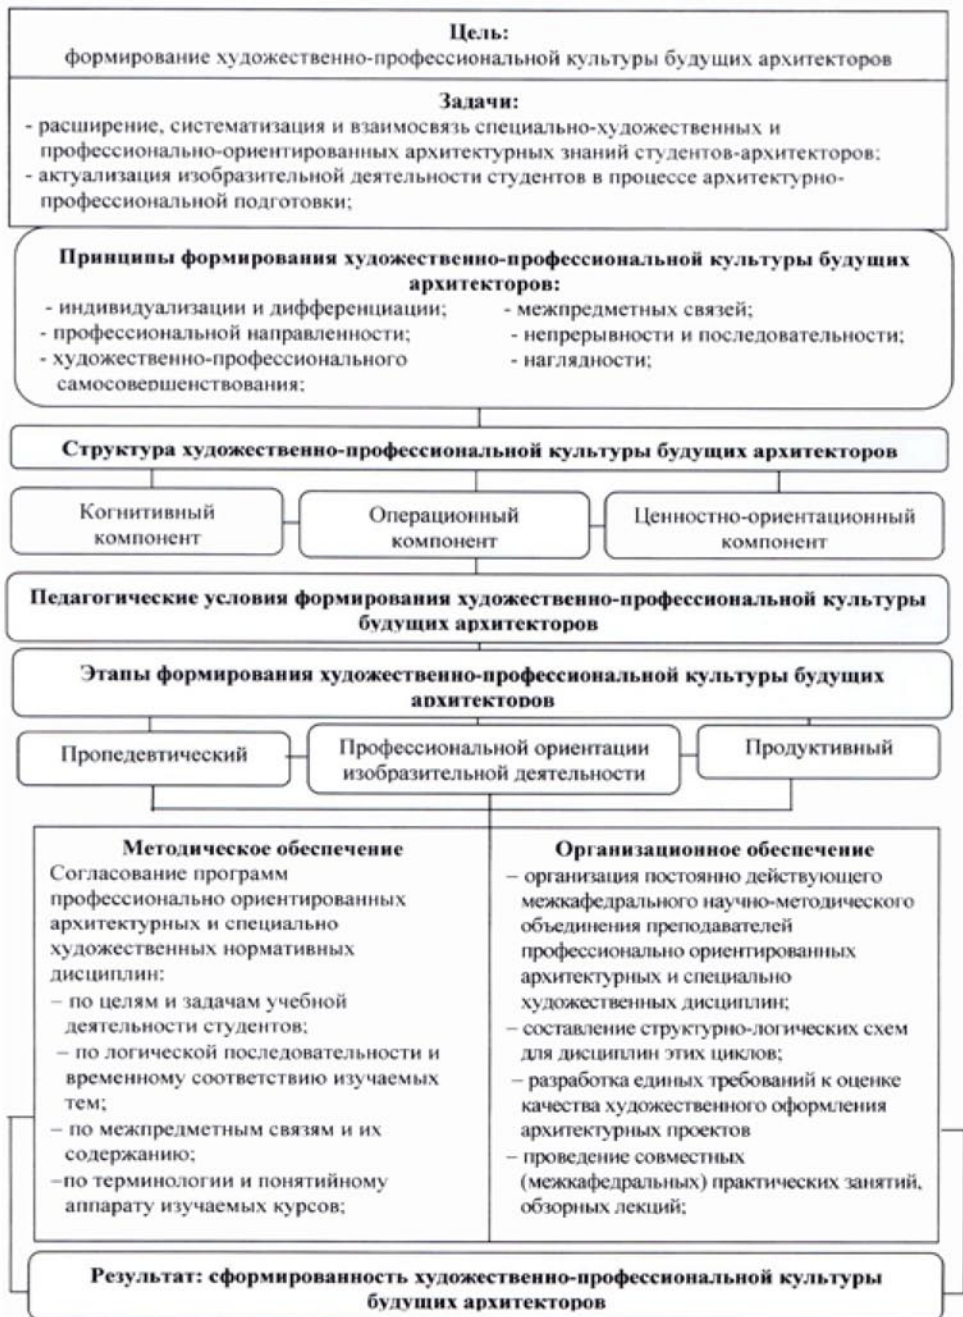 Цель:
формирование художественно-профессиональной культуры будущих архитекторов
Задачи:
- расширение, систематизация и взаимосвязь специально-художественных и
профессионально-ориентированных архитектурных знаний студентов-архитекторов;
- актуализация изобразительной деятельности студентов в процессе архитектурно-
профессиональной подготовки;
Принципы формирования художественно-профессиональной культуры будущих
архитекторов:
- индивидуализации и дифференциации;
- профессиональной направленности;
- художественно-профессионального
самосовершенствования;
- межпредметных связей;
- непрерывности и последовательности;
- наглядности;
Структура художественно-профессиональной культуры будущих архитекторов
Когнитивный
компонент
Операционный
компонент
Ценностно-ориентационный
компонент
Педагогические условия формирования художественно-профессиональной культуры
будущих архитекторов
Этапы формирования художественно-профессиональной культуры будущих
архитекторов
Пропедевтический
Профессиональной ориентации
изобразительной деятельности
Продуктивный
Методическое обеспечение
Согласование программ
профессионально ориентированных
архитектурных и специально
художественных нормативных
дисциплин:
– по целям и задачам учебной
деятельности студентов;
– по логической последовательности и
временному соответствию изучаемых
тем;
– по межпредметным связям и их
содержанию;
–по терминологии и понятийному
аппарату изучаемых курсов;
Организационное обеспечение
– организация постоянно действующего
межкафедрального научно-методического
объединения преподавателей
профессионально ориентированных
архитектурных и специально
художественных дисциплин;
– составление структурно-логических схем
для дисциплин этих циклов;
– разработка единых требований к оценке
качества художественного оформления
архитектурных проектов
– проведение совместных
(межкафедральных) практических занятий,
обзорных лекций;
Результат: сформированность художественно-профессиональной культуры
будущих архитекторов